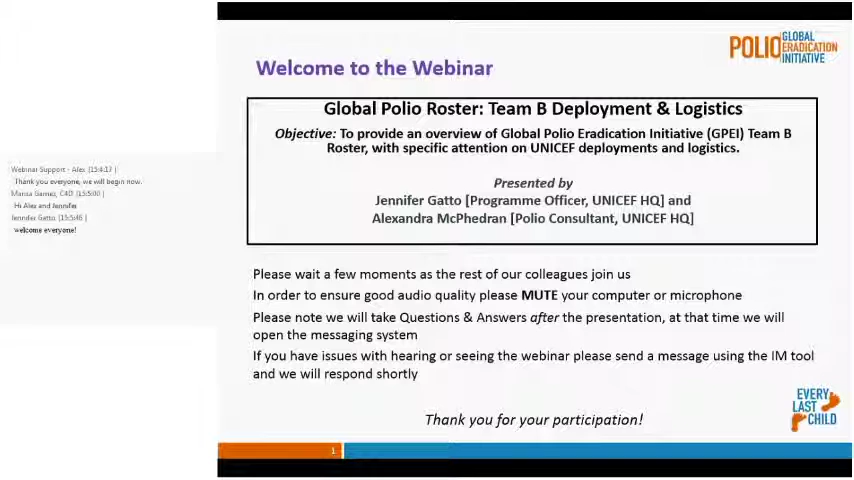 POLIO GLOBAL
ERADICATION
INITIATIVE
Welcome to the Webinar
Global Polio Roster: Team B Deployment & Logistics
Objective: To provide an overview of Global Polio Eradication Initiative (GPEI) Team B
Roster, with specific attention on UNICEF deployments and logistics.
Presented by
Jennifer Gatto [Programme Officer, UNICEF HQ] and
Alexandra McPhedran [Polio Consultant, UNICEF HQ]
Webinar Support - Alex (15:4:17 )
Thank you everyone, we will begin now.
(15:5:00 )
Hi Alex and Jennifer
Jennifer Gatto (15:5:46 )
welcome everyone!
Please wait a few moments as the rest of our colleagues join us
In order to ensure good audio quality please MUTE your computer or microphone
Please note we will take Questions & Answers after the presentation, at that time we will
open the messaging system
If you have issues with hearing or seeing the webinar please send a message using the IM tool
and we will respond shortly
Thank you for your participation!
EVERY
LAST
CHILD
1